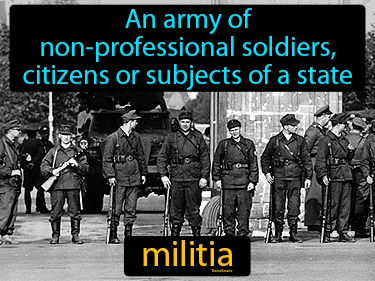 An army of
non-professional soldiers,
citizens or subjects of a state
militia